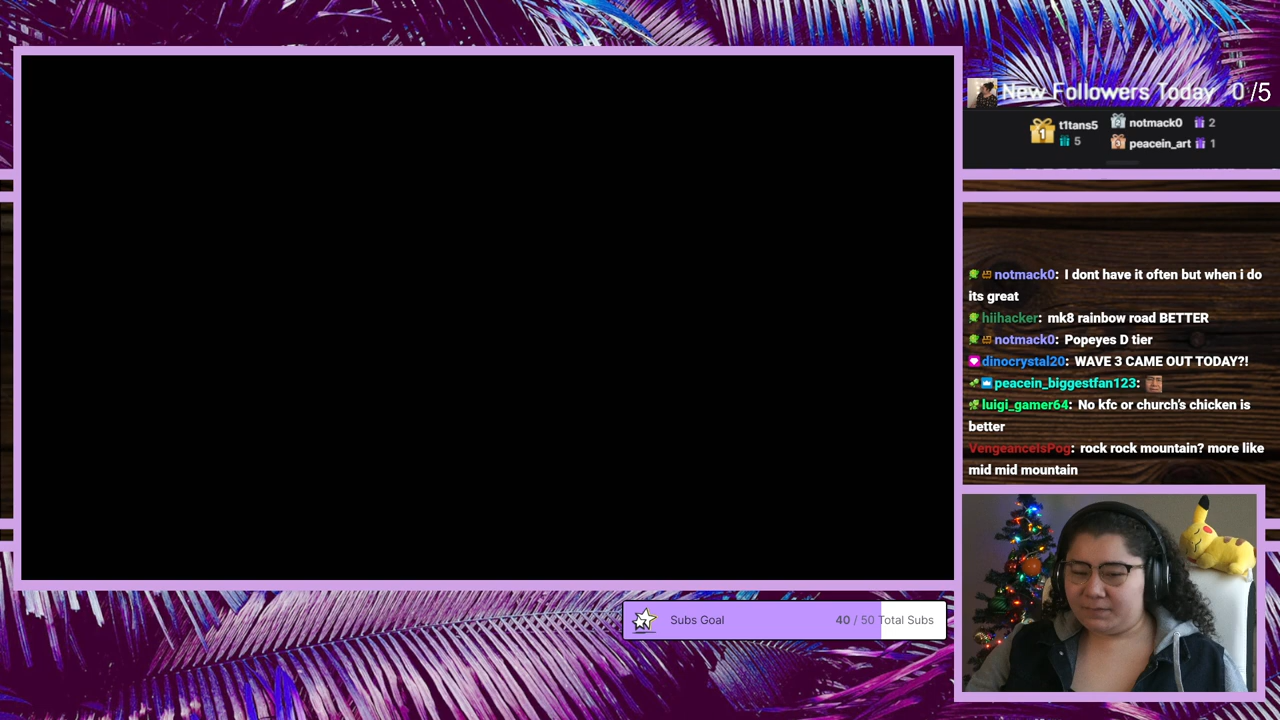 New Followers Today 0 /5
1 t1tans5
5
2 notmack0 2
3 peacein_art 1
notmack0: I dont have it often but when i do
its great
hiihacker: mk8 rainbow road BETTER
notmack0: Popeyes D tier
dinocrystal20: WAVE 3 CAME OUT TODAY?!
peacein_biggestfan123:
luigi_gamer64: No kfc or church's chicken is
better
VengeanceIsPog: rock rock mountain? more like
mid mid mountain
Subs Goal 40 / 50 Total Subs